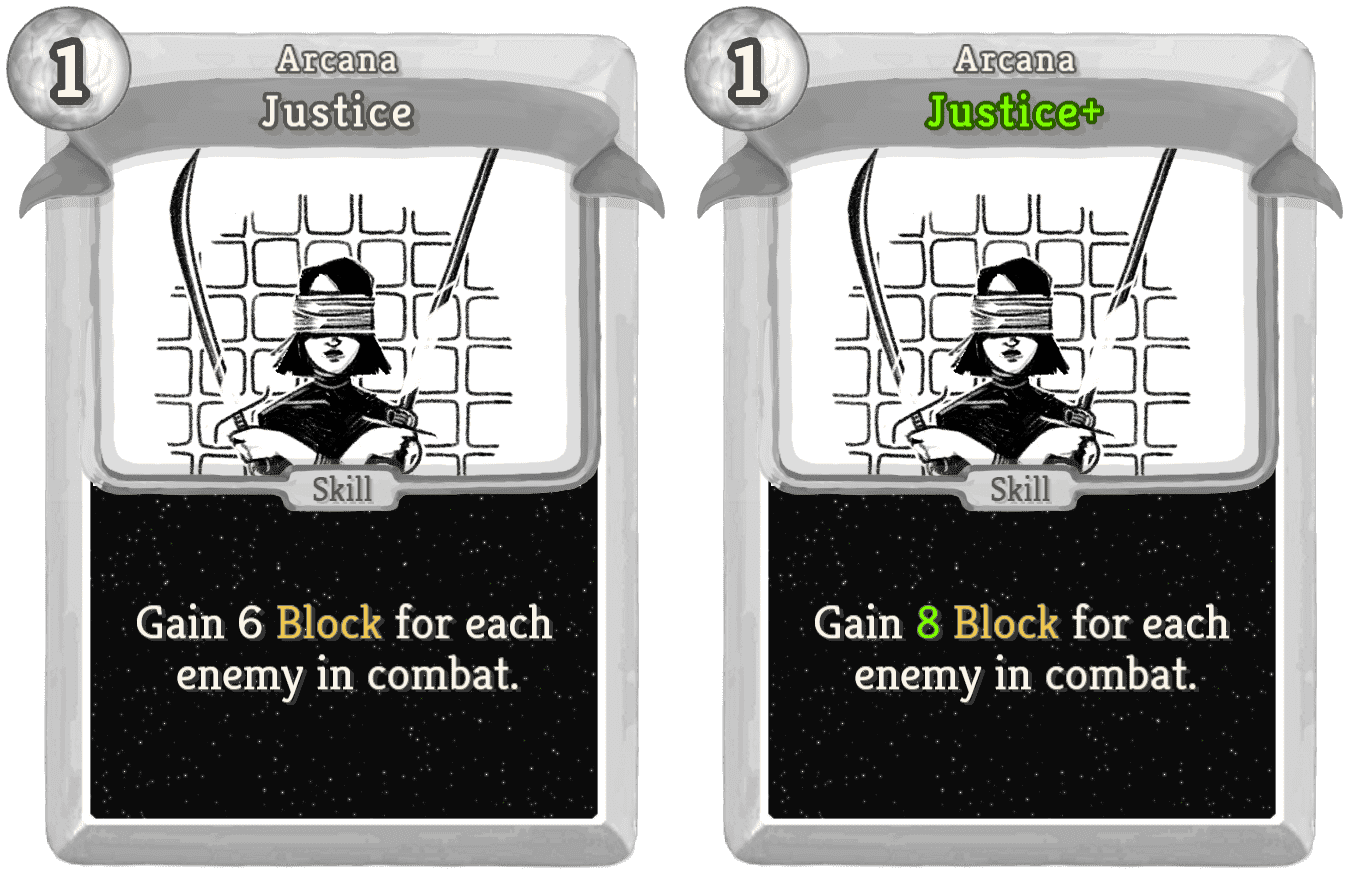 1
Arcana
Justice
Skill
Gain 6 Block for each
enemy in combat.
1
Arcana
Justice+
Skill
Gain 8 Block for each
enemy in combat.